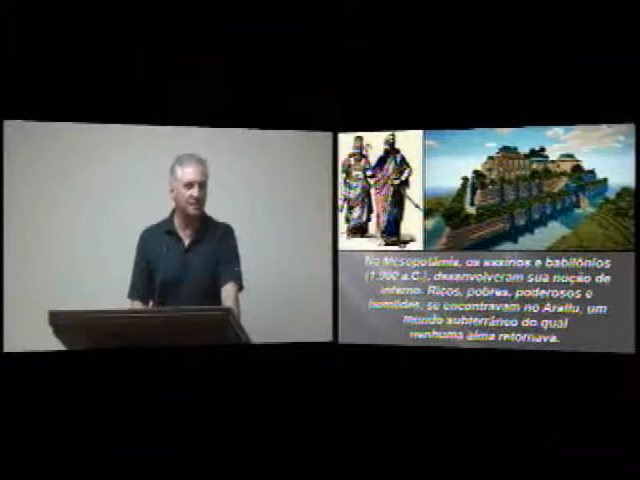 Na Mesopotâmia, os assírios e babilônios
(1.900 a.C.), desenvolveram sua noção de
inferno. Ricos, pobres, poderosos e
humildes, se encontravam no Arallu, um
mundo subterrâneo do qual
nenhuma alma retornava.